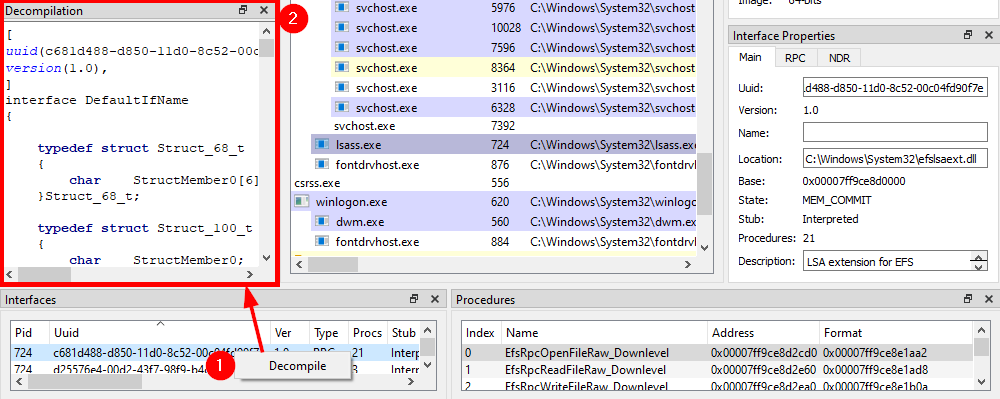 Decompilation
[
uuid(c681d488-d850-11d0-8c52-00c
version(1.0),
]
interface DefaultIfName
{
typedef struct Struct_68_t
{
char StructMember0[6]
}Struct_68_t;
typedef struct Struct_100_t
{
char StructMember0;
2
svchost.exe 5976 C:\Windows\System32\svchost
svchost.exe 10028 C:\Windows\System32\svchost
svchost.exe 7596 C:\Windows\System32\svchost
svchost.exe 8364 C:\Windows\System32\svchost
svchost.exe 3116 C:\Windows\System32\svchost
svchost.exe 6328 C:\Windows\System32\svchost
svchost.exe 7392
lsass.exe 724 C:\Windows\System32\lsass.exe
fontdrvhost.exe 876 C:\Windows\System32\fontdrv
csrss.exe 556
winlogon.exe 620 C:\Windows\System32\winlogo
dwm.exe 560 C:\Windows\System32\dwm.ex
fontdrvhost.exe 884 C:\Windows\System32\fontdrv
Image: 64-bits
Interface Properties
Main RPC NDR
Uuid: d488-d850-11d0-8c52-00c04fd90f7e
Version: 1.0
Name:
Location: C:\Windows\System32\efslsaext.dll
Base: 0x00007ff9ce8d0000
State: MEM_COMMIT
Stub: Interpreted
Procedures: 21
Description: LSA extension for EFS
Interfaces
Pid Uuid Ver Type Procs Stub
724 c681d488-d850-11d0-8c52-00c04fd90f7 1.0 RPC 21 Interp
724 d25576e4-00d2-43f7-98f9-b4c 3 Interp
1
Decompile
Procedures
Index Name Address Format
0 EfsRpcOpenFileRaw_Downlevel 0x00007ff9ce8d2cd0 0x00007ff9ce8e1aa2
1 EfsRpcReadFileRaw_Downlevel 0x00007ff9ce8d2e60 0x00007ff9ce8e1ad8
2 EfsRpcWriteFileRaw_Downlevel 0x00007ff9ce8d2ea0 0x00007ff9ce8e1b0a